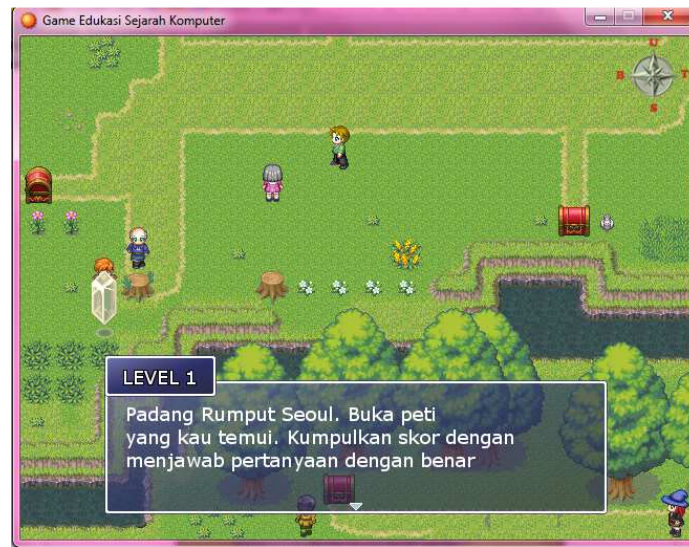 Game Edukasi Sejarah Komputer
U
B T
S
LEVEL 1
Padang Rumput Seoul. Buka peti
yang kau temui. Kumpulkan skor dengan
menjawab pertanyaan dengan benar